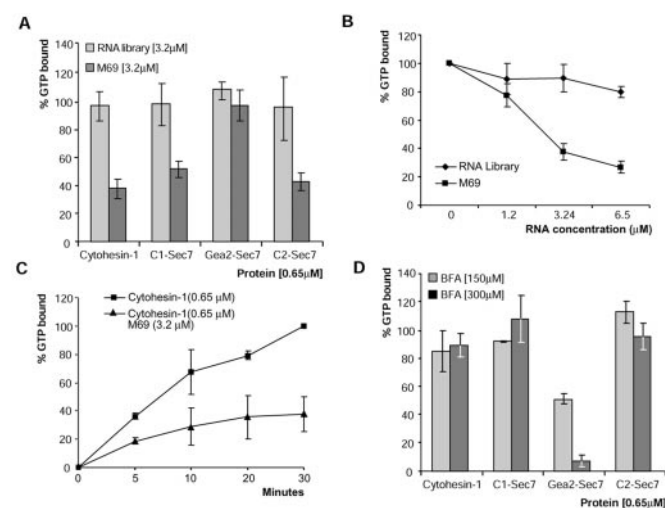 A
RNA library [3.2μM]
M69 [3.2μM]
% GTP bound
140
120
100
80
60
40
20
0
Cytohesin-1 C1-Sec7 Gea2-Sec7 C2-Sec7
Protein [0.65μM]
B
% GTP bound
120
100
80
60
40
20
0
RNA Library
M69
0 1.2 3.24 6.5
RNA concentration (μM)
C
Cytohesin-1(0.65 μM)
Cytohesin-1(0.65 μM)
M69 (3.2 μM)
% GTP bound
120
100
80
60
40
20
0
0 5 10 20 30
Minutes
D
BFA [150μM]
BFA [300μM]
% GTP bound
140
120
100
80
60
40
20
0
Cytohesin-1 C1-Sec7 Gea2-Sec7 C2-Sec7
Protein [0.65μM]